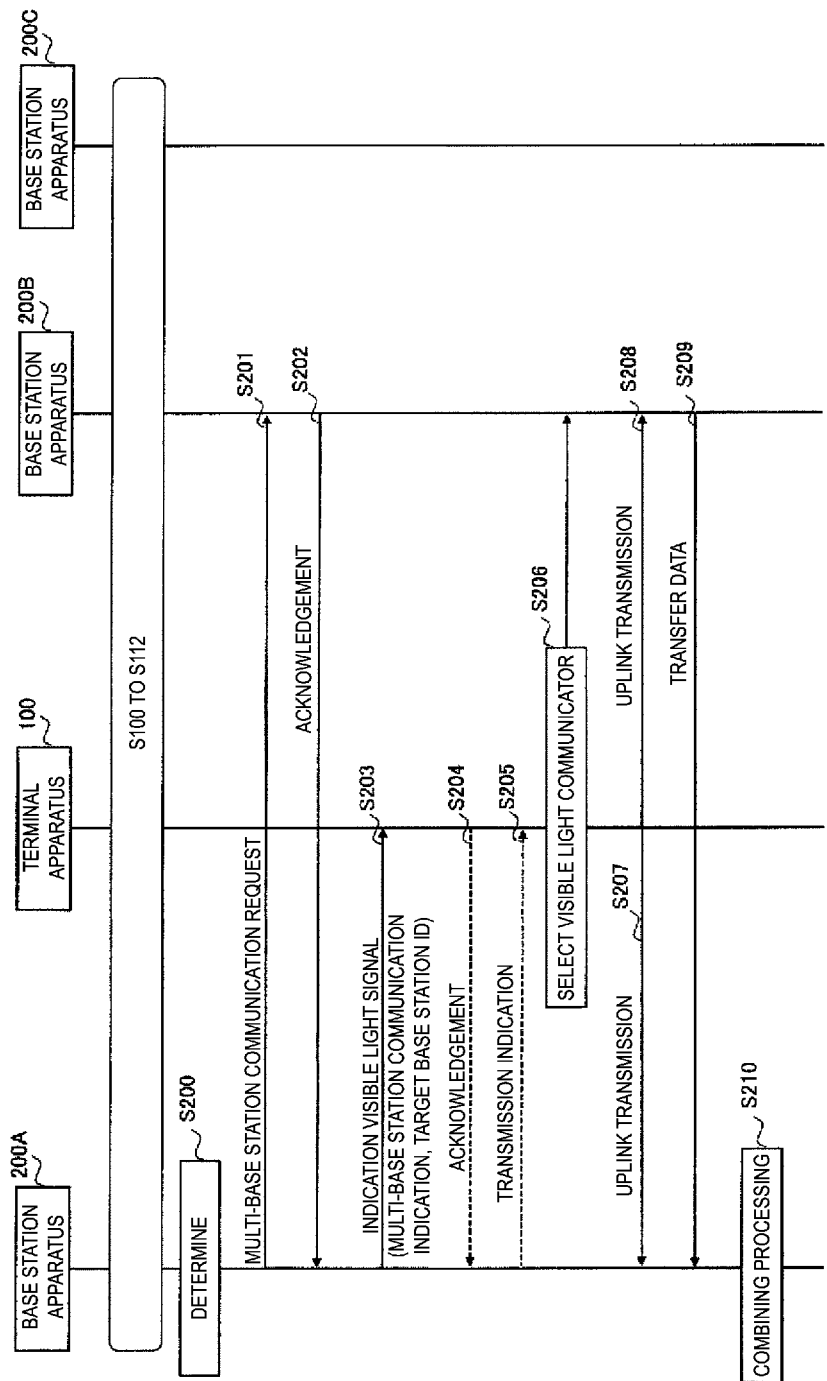 200A
BASE STATION
APPARATUS
100
TERMINAL
APPARATUS
200B
BASE STATION
APPARATUS
200C
BASE STATION
APPARATUS
S100 TO S112
S200
DETERMINE
MULTI-BASE STATION COMMUNICATION REQUEST
S201
ACKNOWLEDGEMENT
S202
INDICATION VISIBLE LIGHT SIGNAL
(MULTI-BASE STATION COMMUNICATION
INDICATION, TARGET BASE STATION ID)
S203
ACKNOWLEDGEMENT
S204
TRANSMISSION INDICATION
S205
S206
SELECT VISIBLE LIGHT COMMUNICATOR
UPLINK TRANSMISSION
S207
UPLINK TRANSMISSION
S208
TRANSFER DATA
S209
S210
COMBINING PROCESSING